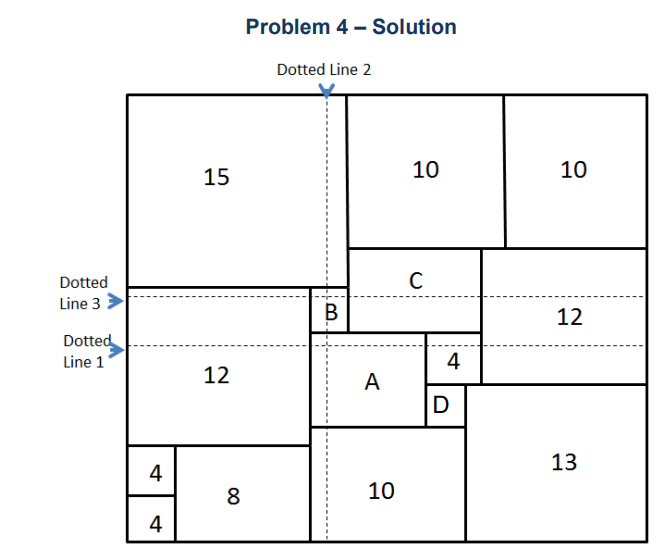 Problem 4 – Solution
Dotted Line 2
15
10
10
Dotted
Line 3
C
B
12
Dotted
Line 1
12
A
4
D
4
8
10
13
4